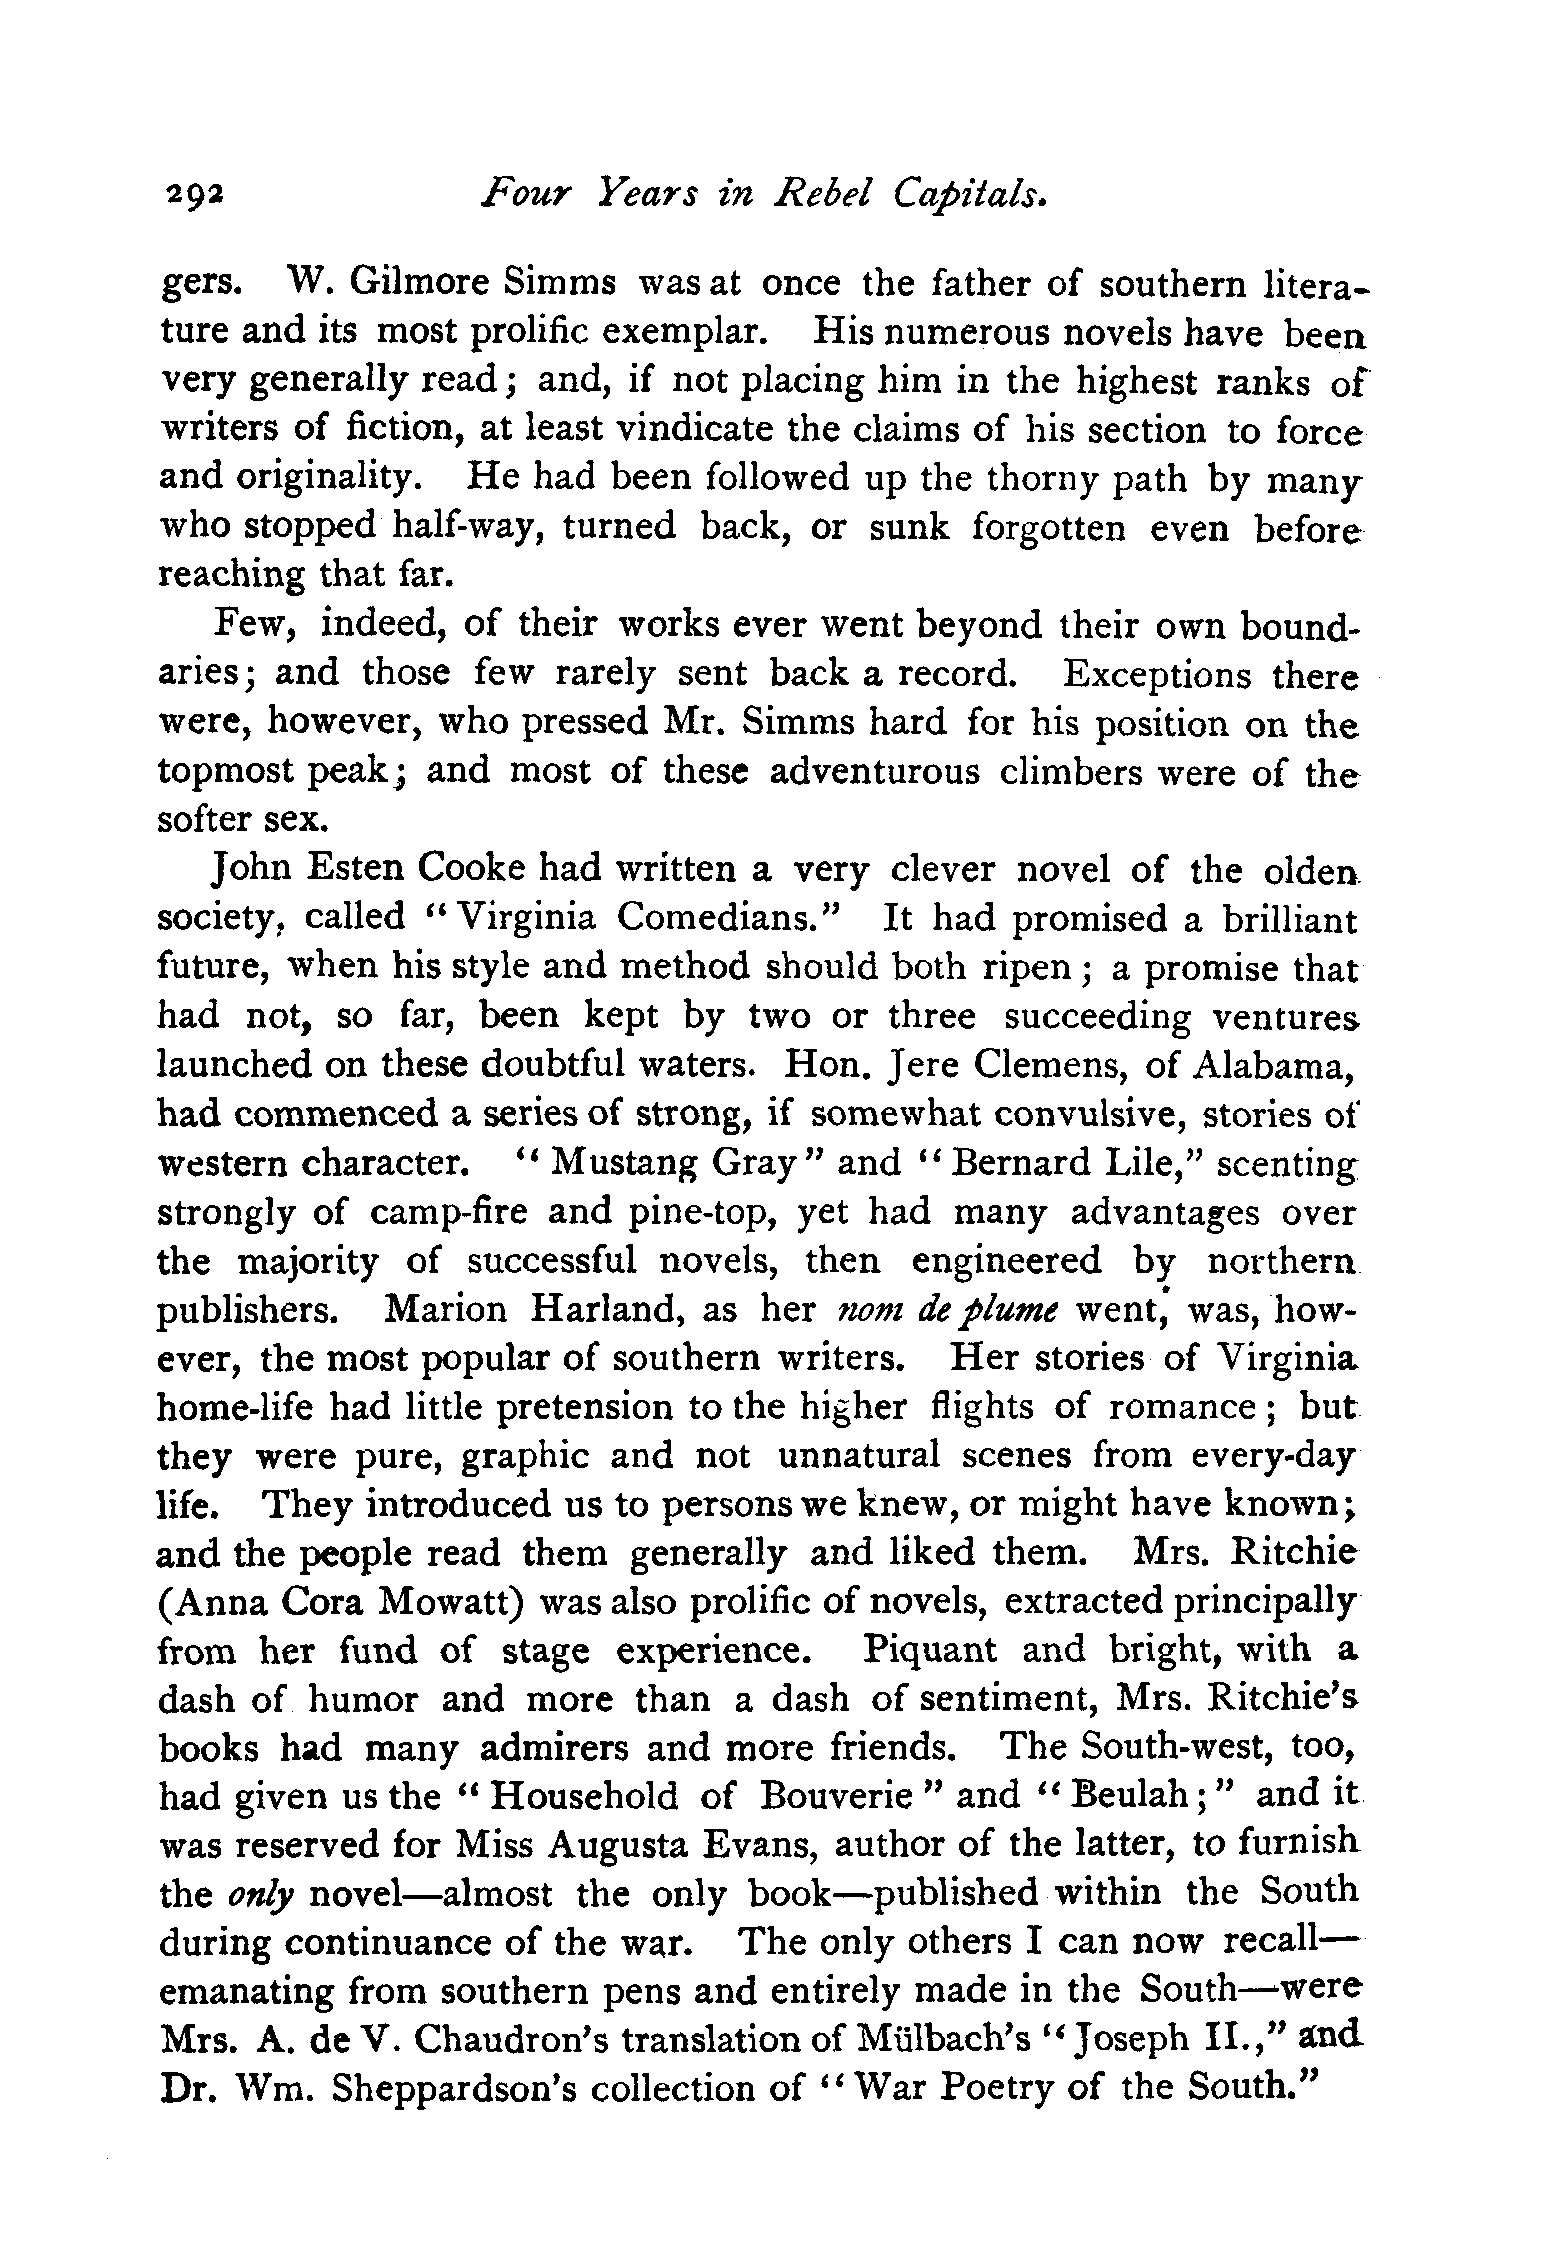 292 Four Years in Rebel Capitals.
gers. W. Gilmore Simms was at once the father of southern litera-
ture and its most prolific exemplar. His numerous novels have been
very generally read; and, if not placing him in the highest ranks of
writers of fiction, at least vindicate the claims of his section to force
and originality. He had been followed up the thorny path by many
who stopped half-way, turned back, or sunk forgotten even before
reaching that far.
Few, indeed, of their works ever went beyond their own bound-
aries; and those few rarely sent back a record. Exceptions there
were, however, who pressed Mr. Simms hard for his position on the
topmost peak; and most of these adventurous climbers were of the
softer sex.
John Esten Cooke had written a very clever novel of the olden
society, called "Virginia Comedians." It had promised a brilliant
future, when his style and method should both ripen; a promise that
had not, so far, been kept by two or three succeeding ventures
launched on these doubtful waters. Hon. Jere Clemens, of Alabama,
had commenced a series of strong, if somewhat convulsive, stories of
western character. "Mustang Gray" and "Bernard Lile," scenting
strongly of camp-fire and pine-top, yet had many advantages over
the majority of successful novels, then engineered by northern
publishers. Marion Harland, as her nom de plume went, was, how-
ever, the most popular of southern writers. Her stories of Virginia
home-life had little pretension to the higher flights of romance; but
they were pure, graphic and not unnatural scenes from every-day
life. They introduced us to persons we knew, or might have known;
and the people read them generally and liked them. Mrs. Ritchie
(Anna Cora Mowatt) was also prolific of novels, extracted principally
from her fund of stage experience. Piquant and bright, with a
dash of humor and more than a dash of sentiment, Mrs. Ritchie's
books had many admirers and more friends. The South-west, too,
had given us the "Household of Bouverie" and "Beulah;" and it
was reserved for Miss Augusta Evans, author of the latter, to furnish
the only novel—almost the only book—published within the South
during continuance of the war. The only others I can now recall—
emanating from southern pens and entirely made in the South—were
Mrs. A. de V. Chaudron's translation of Mülbach's "Joseph II.," and
Dr. Wm. Sheppardson's collection of "War Poetry of the South."